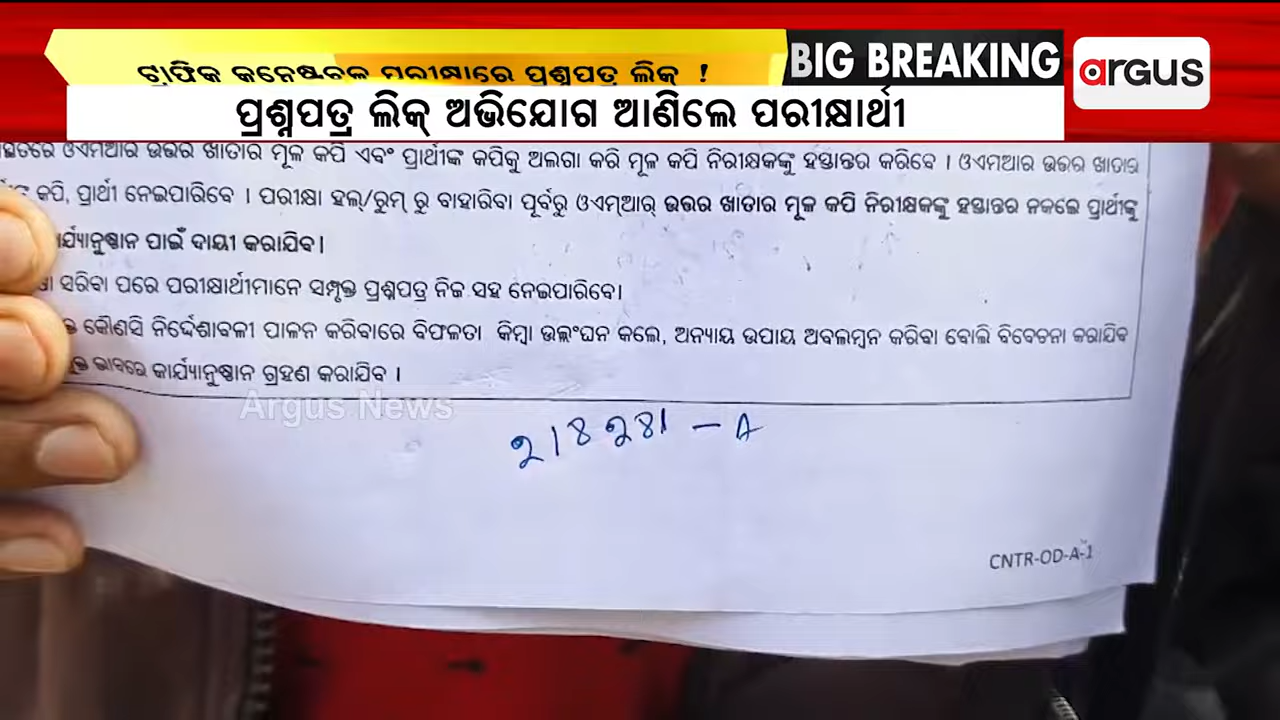 ଟ୍ରାଫିକ କନେଷ୍ଟବଳ ପରୀକ୍ଷାରେ ପ୍ରଶ୍ନପତ୍ର ଲିକ୍ !
BIG BREAKING
argus
ପ୍ରଶ୍ନପତ୍ର ଲିକ୍ ଅଭିଯୋଗ ଆଣିଲେ ପରୀକ୍ଷାର୍ଥୀ
ଓଏମଆର ଉତ୍ତର ଖାତାର ମୂଳ କପି ଏବଂ ପ୍ରାର୍ଥୀଙ୍କ କପିକୁ ଅଲଗା କରି ମୂଳ କପି ନିରୀକ୍ଷକଙ୍କୁ ହସ୍ତାନ୍ତର କରିବେ । ଓଏମଆର ଉତ୍ତର ଖାତାର
କପି, ପ୍ରାର୍ଥୀ ନେଇପାରିବେ । ପରୀକ୍ଷା ହଲ୍/ରୁମ୍ ରୁ ବାହାରିବା ପୂର୍ବରୁ ଓଏମ୍ଆର୍ ଉତ୍ତର ଖାତାର ମୂଳ କପି ନିରୀକ୍ଷକଙ୍କୁ ହସ୍ତାନ୍ତର ନକଲେ ପ୍ରାର୍ଥୀଙ୍କୁ
ପାଇଁ ଦାୟୀ କରାଯିବ।
ସରିବା ପରେ ପରୀକ୍ଷାର୍ଥୀମାନେ ସମ୍ପୃକ୍ତ ପ୍ରଶ୍ନପତ୍ର ନିଜ ସହ ନେଇପାରିବେ।
କୌଣସି ନିର୍ଦ୍ଦେଶାବଳୀ ପାଳନ କରିବାରେ ବିଫଳତା କିମ୍ବା ଉଲ୍ଲଂଘନ କଲେ, ଅନ୍ୟାୟ ଉପାୟ ଅବଲମ୍ବନ କରିବା ବୋଲି ବିବେଚନା କରାଯିବ
ଭାବରେ କାର୍ଯ୍ୟାନୁଷ୍ଠାନ ଗ୍ରହଣ କରାଯିବ ।
Argus News
218281 - A
CNTR-OD-A-1